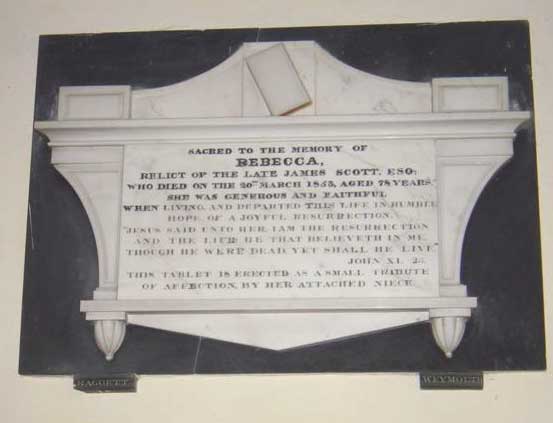 SACRED TO THE MEMORY OF
REBECCA,
RELICT OF THE LATE JAMES SCOTT, ESQ:
WHO DIED ON THE 20TH MARCH 1855, AGED 78 YEARS.
SHE WAS GENEROUS AND FAITHFUL
WHEN LIVING, AND DEPARTED THIS LIFE IN HUMBLE
HOPE, OF A JOYFUL RESURRECTION.
"JESUS SAID UNTO HER, I AM THE RESURRECTION
AND THE LIFE: HE THAT BELIEVETH IN ME,
THOUGH HE WERE DEAD, YET SHALL HE LIVE"
JOHN XI. 25.
THIS TABLET IS ERECTED AS A SMALL TRIBUTE
OF AFFECTION, BY HER ATTACHED NIECE.
BAGGETT. WEYMOUTH